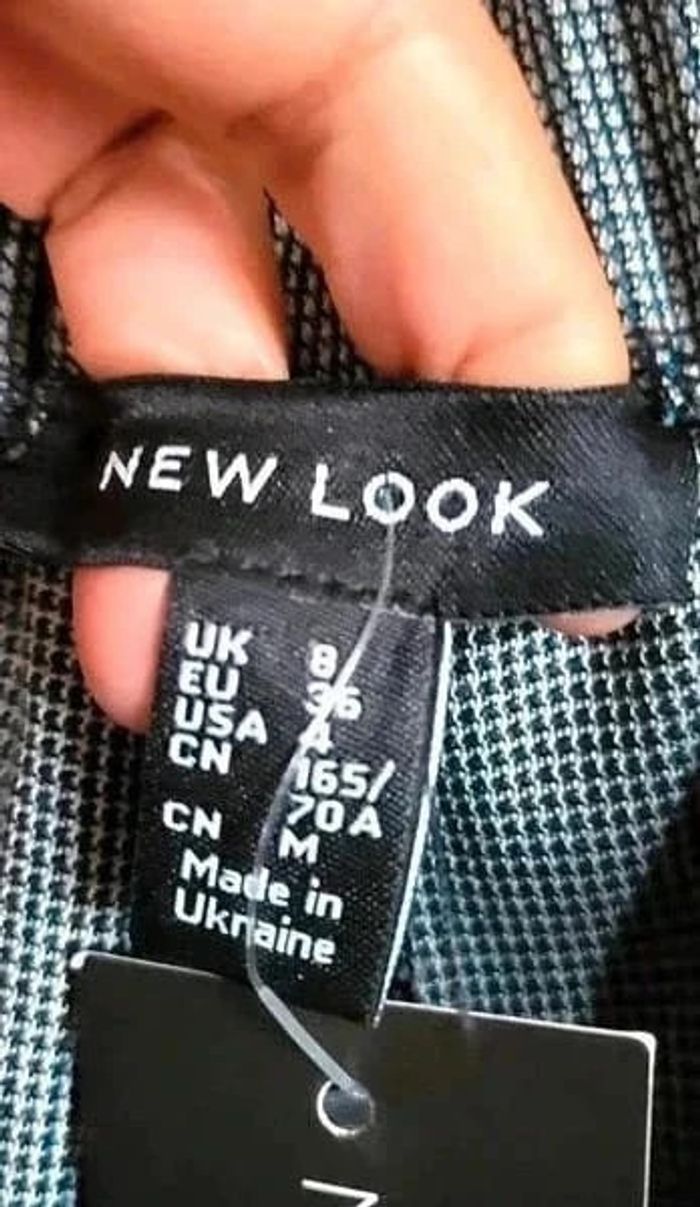 NEW LOOK
UK 8
EU 36
USA 4
CN 165/
70A
CN M
Made in
Ukraine
N